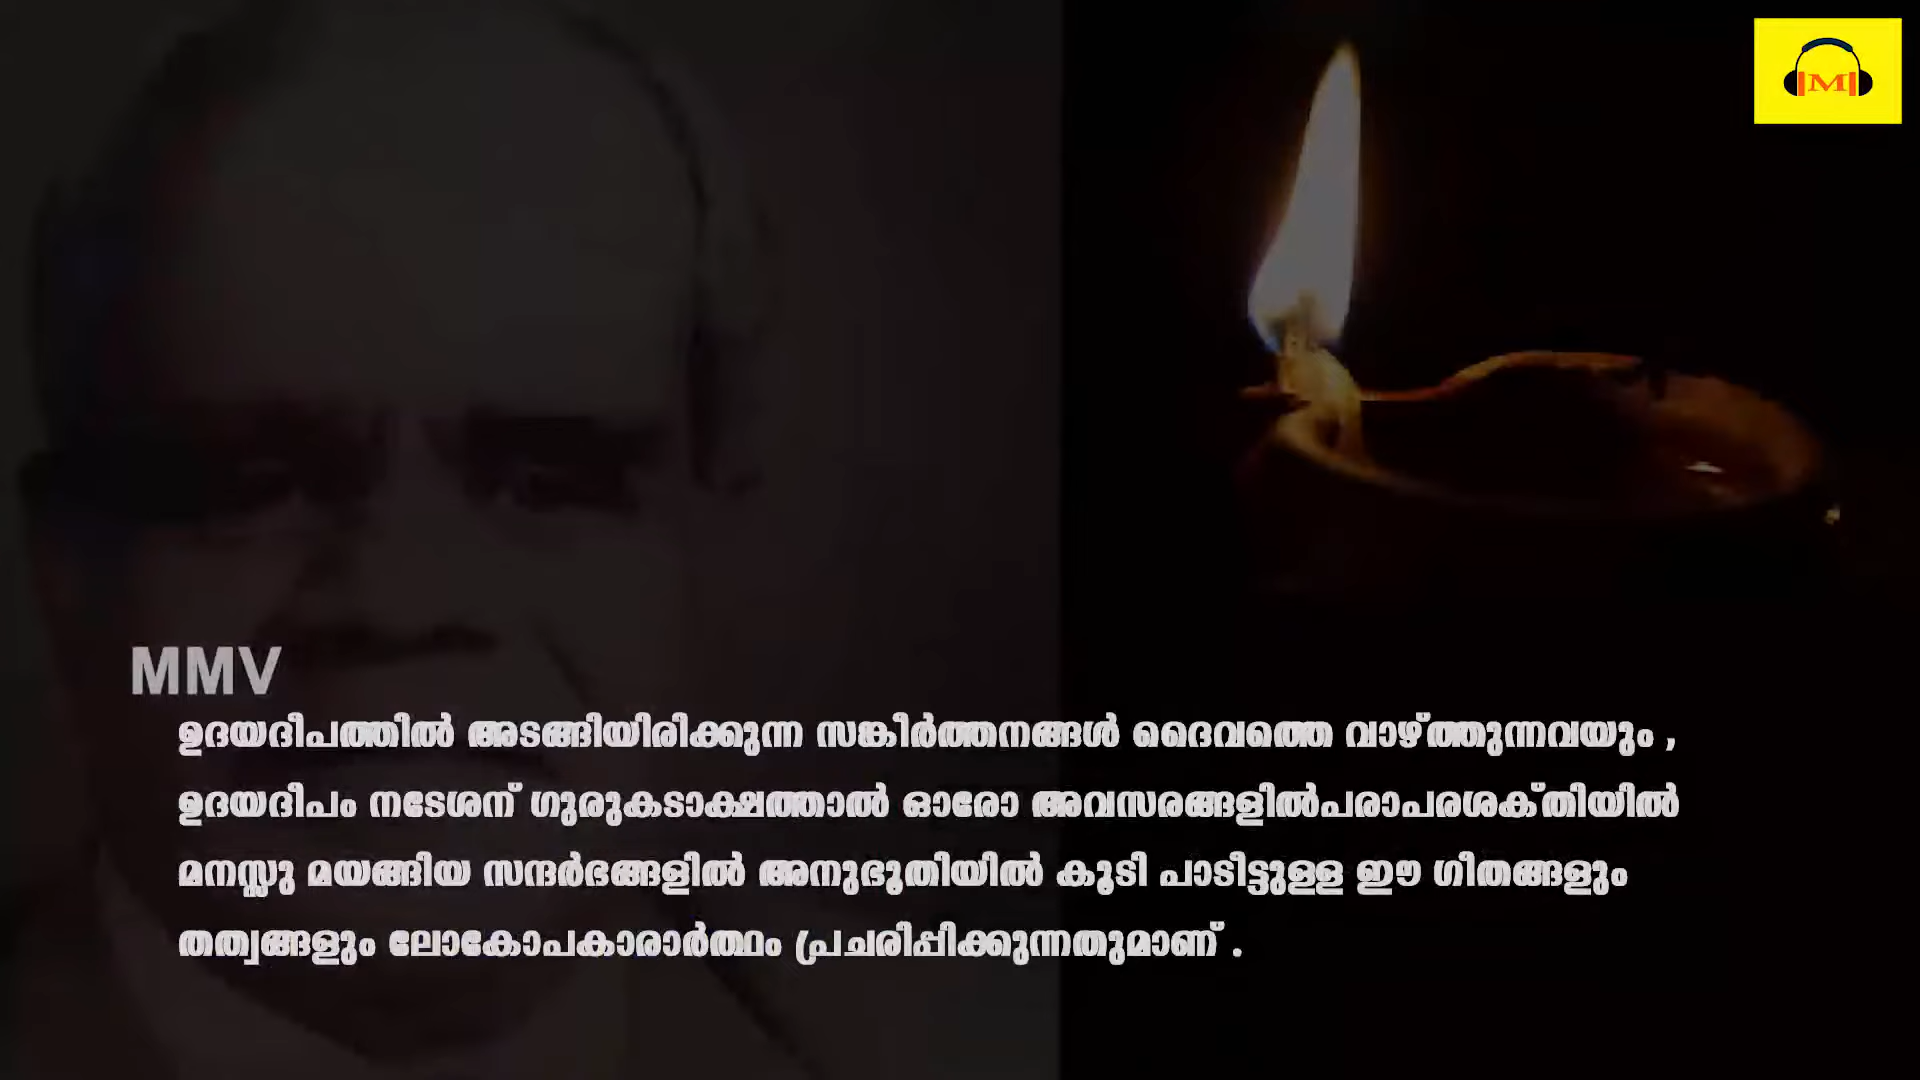 M
MMV
ഉദയദീപത്തിൽ അടങ്ങിയിരിക്കുന്ന സങ്കീർത്തനങ്ങൾ ദൈവത്തെ വാഴ്ത്തുന്നവയും ,
ഉദയദീപം നടേശന് ഗുരുകടാക്ഷത്താൽ ഓരോ അവസരങ്ങളിൽപരാപരശക്തിയിൽ
മനസ്സു മയങ്ങിയ സന്ദർഭങ്ങളിൽ അനുഭൂതിയിൽ കൂടി പാടിട്ടുള്ള ഈ ഗീതങ്ങളും
തത്വങ്ങളും ലോകോപകാരാർത്ഥം പ്രചരിപ്പിക്കുന്നതുമാണ് .